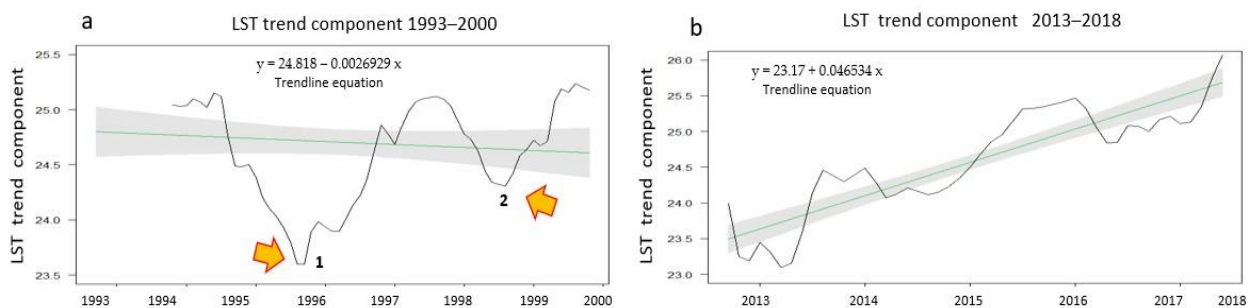 a
LST trend component 1993–2000
LST trend component
25.5
25.0
24.5
24.0
23.5
y = 24.818 – 0.0026929 x
Trendline equation
1
2
1993 1994 1995 1996 1997 1998 1999 2000
b
LST trend component 2013–2018
LST trend component
26.0
25.5
25.0
24.5
24.0
23.5
23.0
y = 23.17 + 0.046534 x
Trendline equation
2013 2014 2015 2016 2017 2018